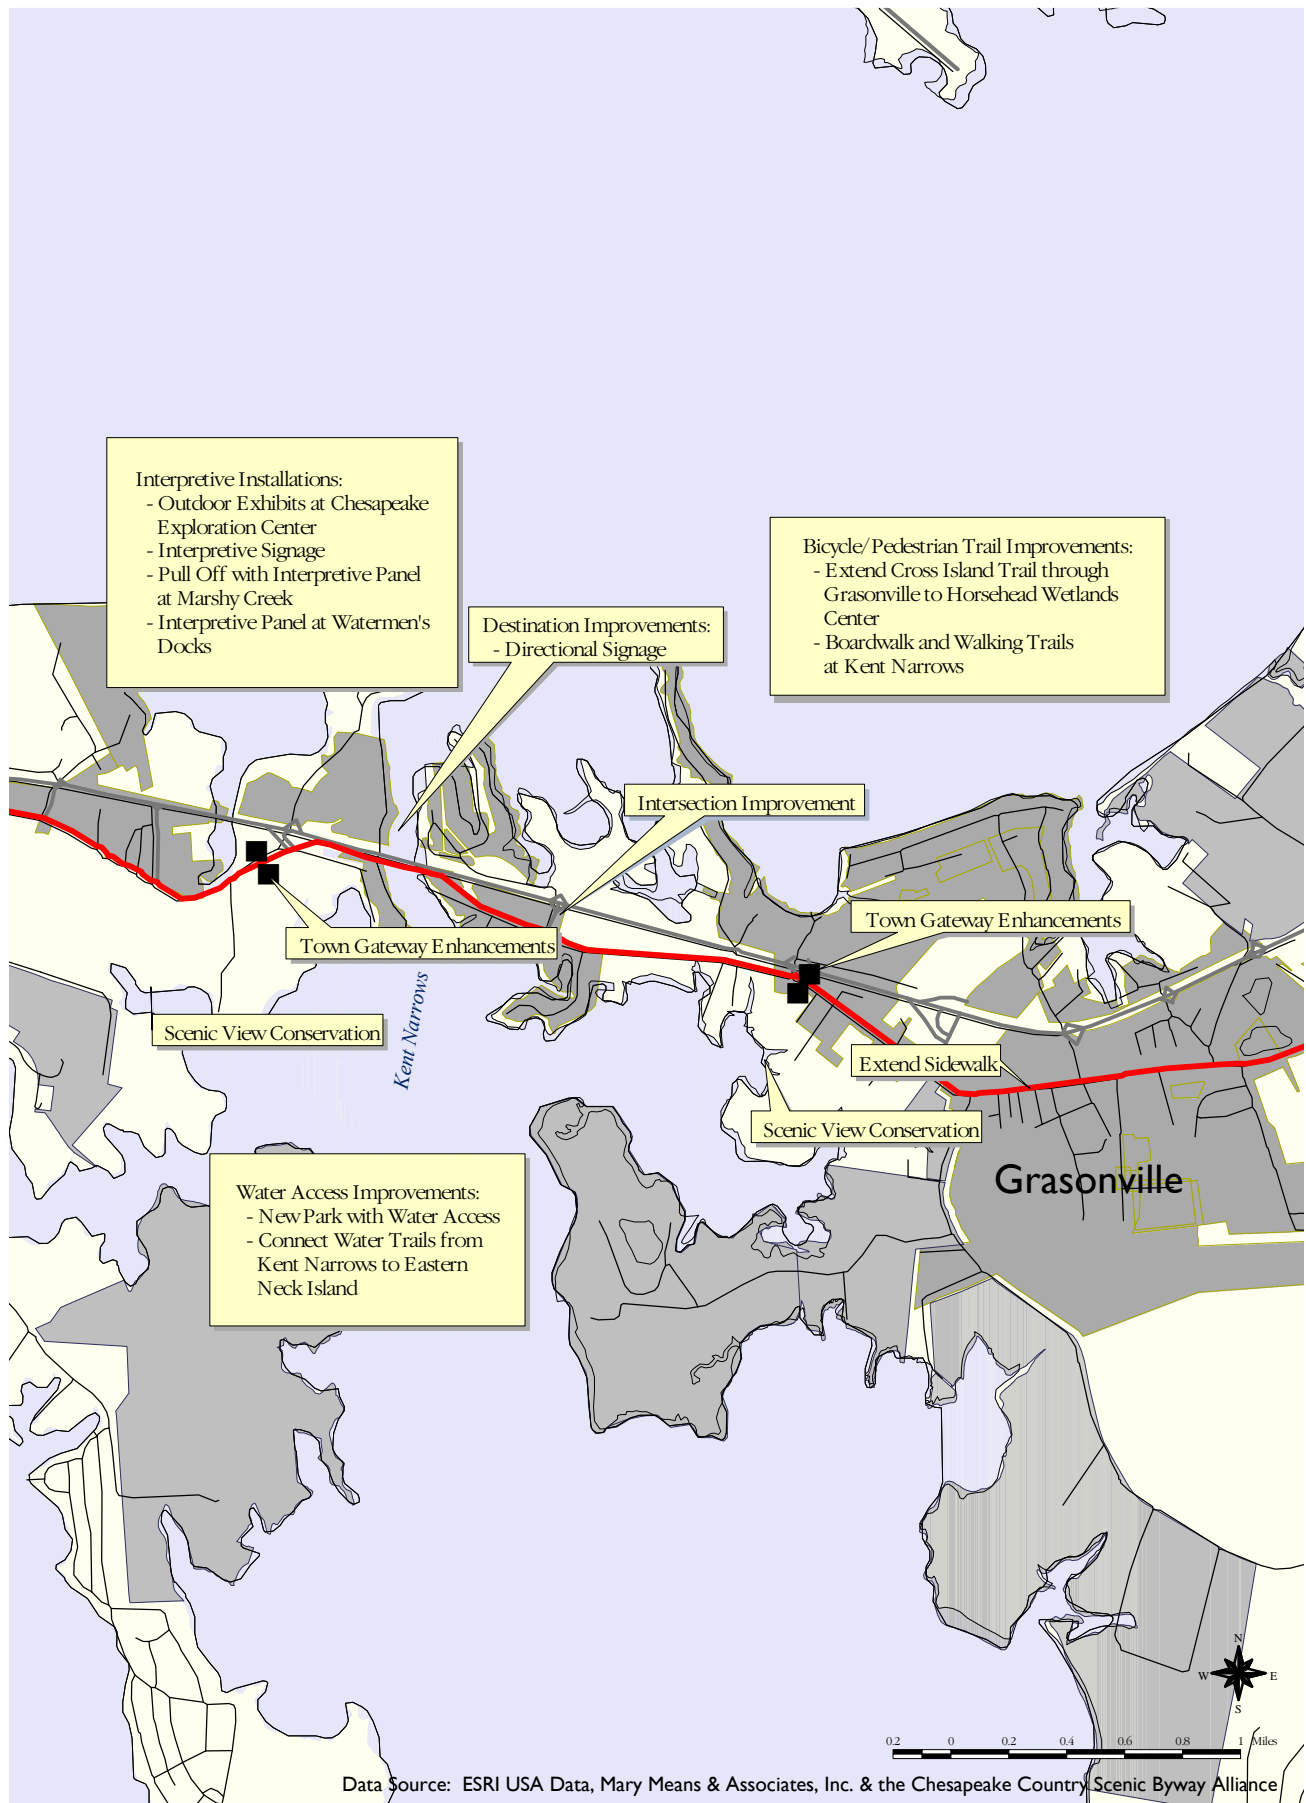 Interpretive Installations:
- Outdoor Exhibits at Chesapeake
Exploration Center
- Interpretive Signage
- Pull Off with Interpretive Panel
at Marshy Creek
- Interpretive Panel at Watermen's
Docks
Bicycle/Pedestrian Trail Improvements:
- Extend Cross Island Trail through
Grasonville to Horsehead Wetlands
Center
- Boardwalk and Walking Trails
at Kent Narrows
Destination Improvements:
- Directional Signage
Intersection Improvement
Town Gateway Enhancements
Town Gateway Enhancements
Kent Narrows
Scenic View Conservation
Extend Sidewalk
Scenic View Conservation
Grasonville
Water Access Improvements:
- New Park with Water Access
- Connect Water Trails from
Kent Narrows to Eastern
Neck Island
N
W E
S
0.2 0 0.2 0.4 0.6 0.8 1 Miles
Data Source: ESRI USA Data, Mary Means & Associates, Inc. & the Chesapeake Country Scenic Byway Alliance